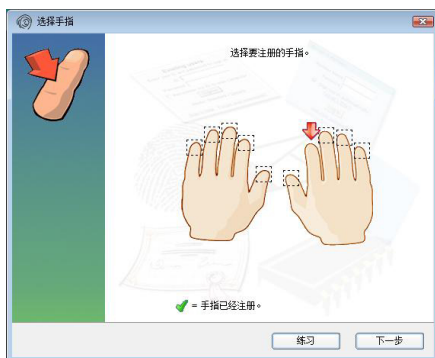 选择手指
选择要注册的手指。
= 手指已经注册。
练习
下一步